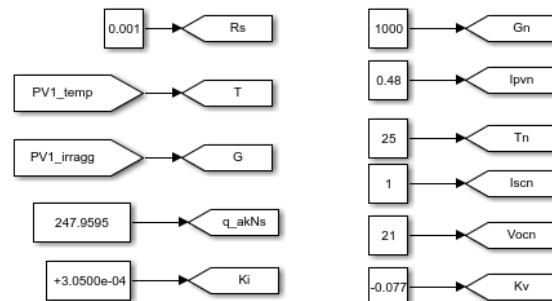 0.001 Rs
PV1_temp T
PV1_irragg G
247.9595 q_akNs
+3.0500e-04 Ki
1000 Gn
0.48 Ipvn
25 Tn
1 Iscn
21 Vocn
-0.077 Kv